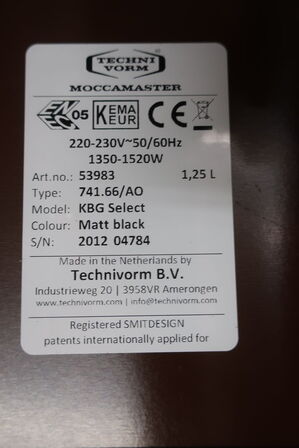 TECHNI
VORM
MOCCAMASTER
05 KEMA EUR CE
220-230V~50/60Hz
1350-1520W
Art.no.: 53983 1,25 L
Type: 741.66/AO
Model: KBG Select
Colour: Matt black
S/N: 2012 04784
Made in the Netherlands by
Technivorm B.V.
Industrieweg 20 | 3958VR Amerongen
www.technivorm.com | info@technivorm.com
Registered SMITDESIGN
patents internationally applied for